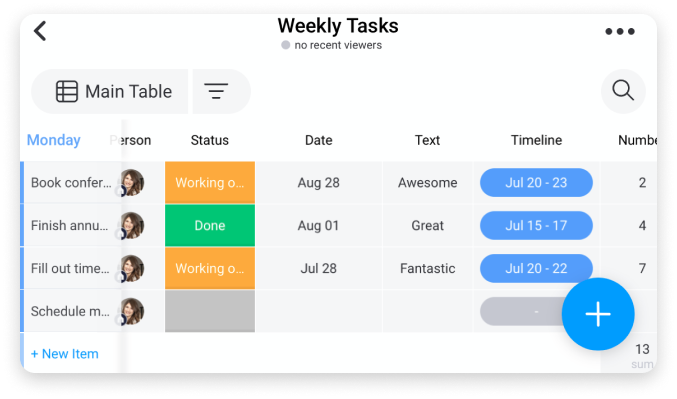 Weekly Tasks
no recent viewers
Main Table
Monday Person Status Date Text Timeline Numbe
Book confer... Working o... Aug 28 Awesome Jul 20 - 23 2
Finish annu... Done Aug 01 Great Jul 15 - 17 4
Fill out time... Working o... Jul 28 Fantastic Jul 20 - 22 7
Schedule m... -
+ New Item 13
sum